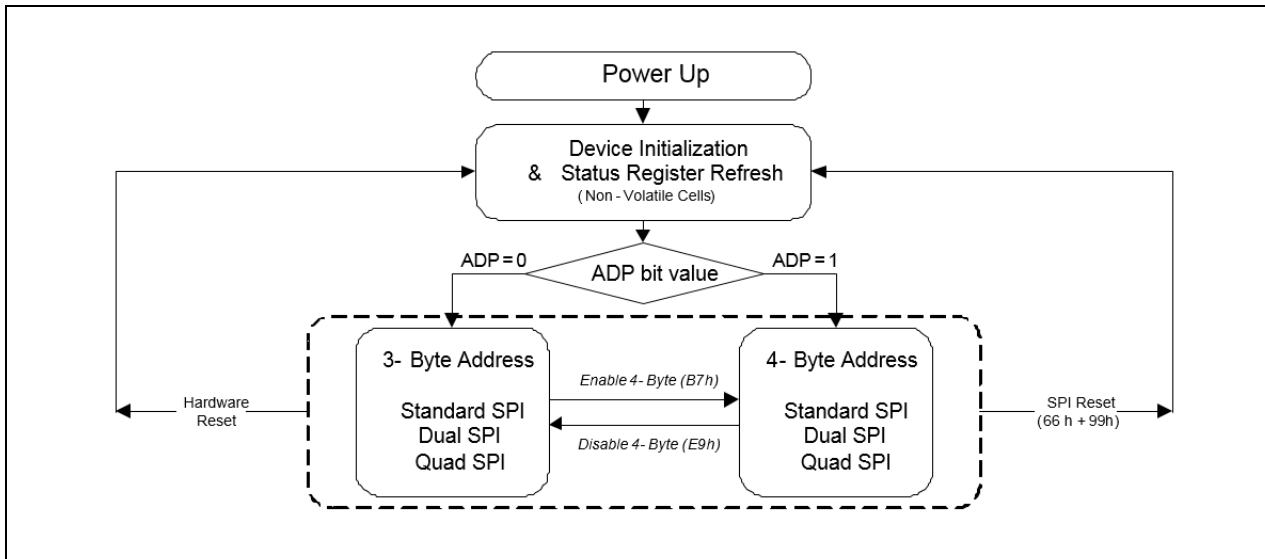 Power Up
Device Initialization
& Status Register Refresh
( Non - Volatile Cells)
ADP = 0
ADP bit value
ADP = 1
3- Byte Address
Standard SPI
Dual SPI
Quad SPI
Enable 4- Byte (B7h)
Disable 4- Byte (E9h)
4- Byte Address
Standard SPI
Dual SPI
Quad SPI
Hardware
Reset
SPI Reset
(66 h + 99h)